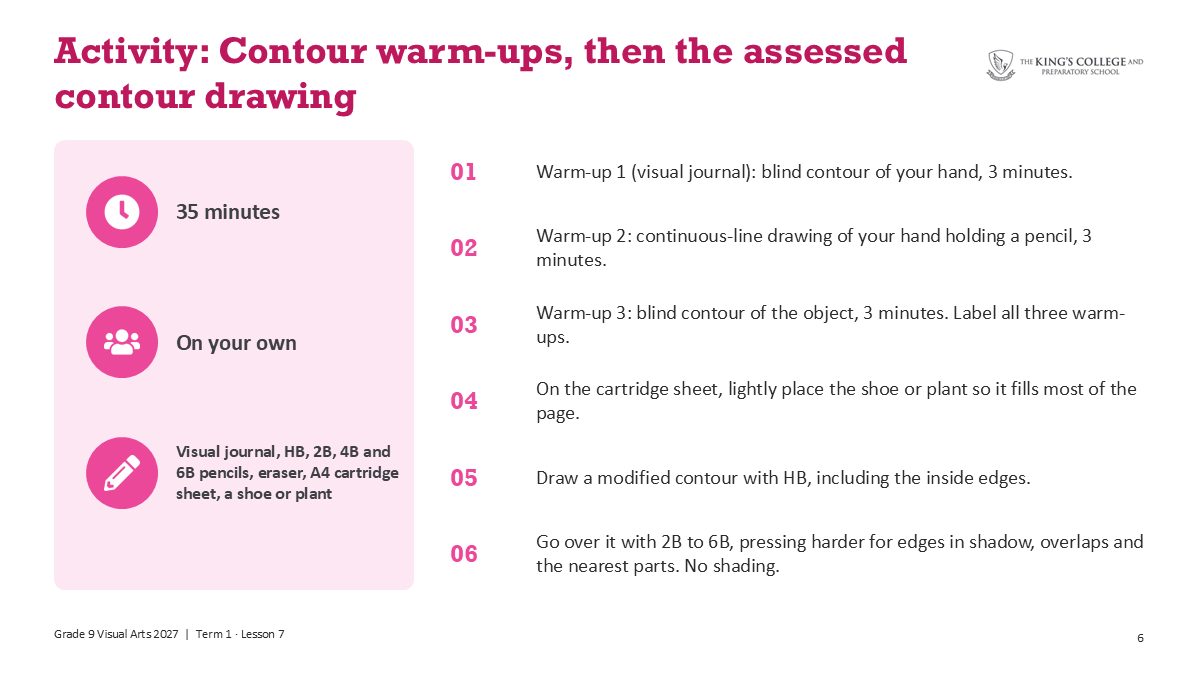 Activity: Contour warm-ups, then the assessed
contour drawing
THE KING'S COLLEGE AND
PREPARATORY SCHOOL
35 minutes
On your own
Visual journal, HB, 2B, 4B and
6B pencils, eraser, A4 cartridge
sheet, a shoe or plant
01
Warm-up 1 (visual journal): blind contour of your hand, 3 minutes.
02
Warm-up 2: continuous-line drawing of your hand holding a pencil, 3
minutes.
03
Warm-up 3: blind contour of the object, 3 minutes. Label all three warm-
ups.
04
On the cartridge sheet, lightly place the shoe or plant so it fills most of the
page.
05
Draw a modified contour with HB, including the inside edges.
06
Go over it with 2B to 6B, pressing harder for edges in shadow, overlaps and
the nearest parts. No shading.
Grade 9 Visual Arts 2027 | Term 1 · Lesson 7
6